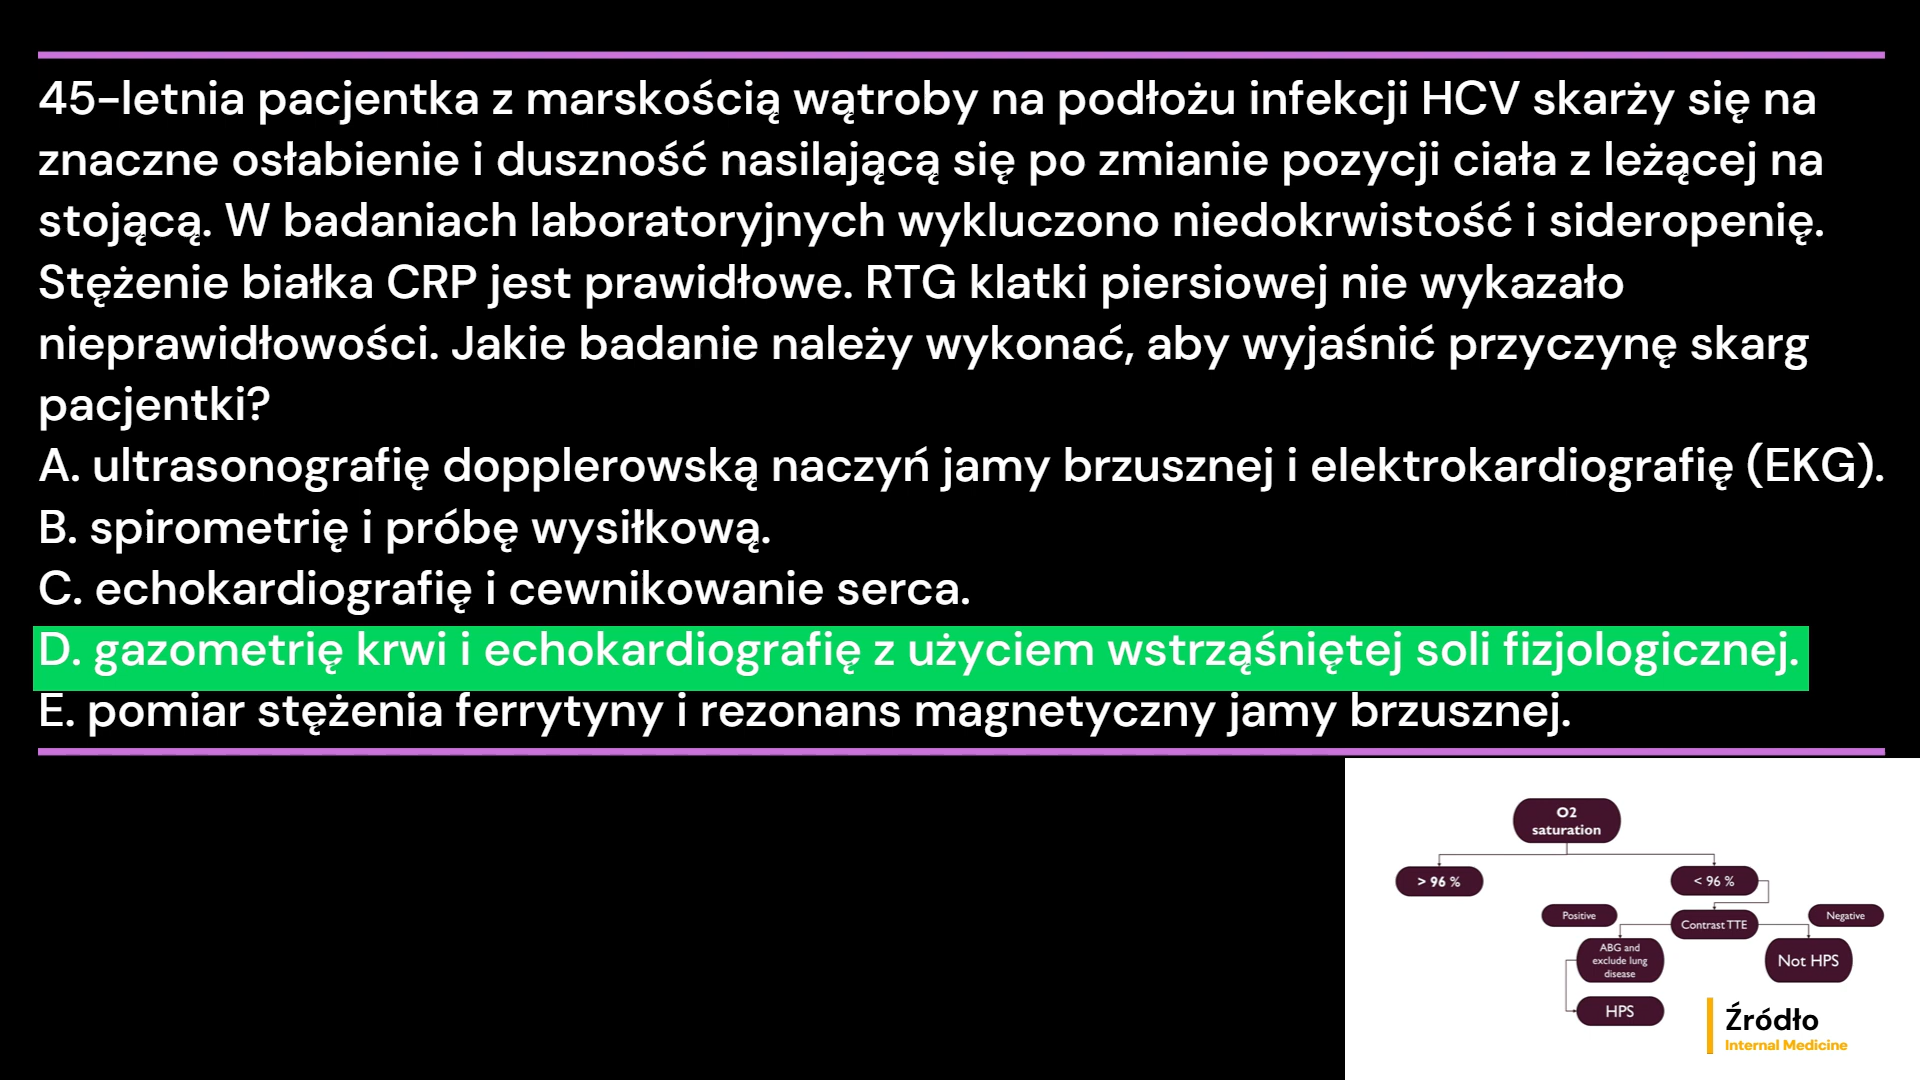 45-letnia pacjentka z marskością wątroby na podłożu infekcji HCV skarży się na
znaczne osłabienie i duszność nasilającą się po zmianie pozycji ciała z leżącej na
stojącą. W badaniach laboratoryjnych wykluczono niedokrwistość i sideropenię.
Stężenie białka CRP jest prawidłowe. RTG klatki piersiowej nie wykazało
nieprawidłowości. Jakie badanie należy wykonać, aby wyjaśnić przyczynę skarg
pacjentki?
A. ultrasonografię dopplerowską naczyń jamy brzusznej i elektrokardiografię (EKG).
B. spirometrię i próbę wysiłkową.
C. echokardiografię i cewnikowanie serca.
D. gazometrię krwi i echokardiografię z użyciem wstrząśniętej soli fizjologicznej.
E. pomiar stężenia ferrytyny i rezonans magnetyczny jamy brzusznej.
O2
saturation
> 96 %
< 96 %
Positive
Contrast TTE
Negative
ABG and
exclude lung
disease
Not HPS
HPS
Źródło
Internal Medicine